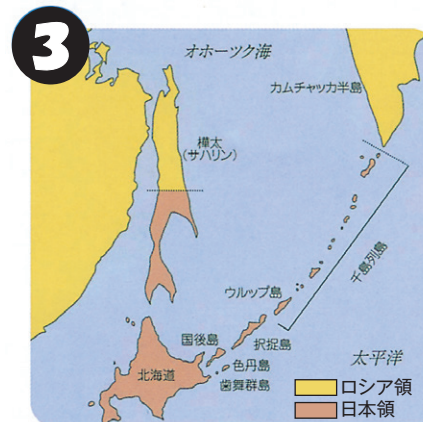 3
オホーツク海
カムチャッカ半島
樺太
(サハリン)
千島列島
ウルップ島
国後島
択捉島
太平洋
北海道
色丹島
歯舞群島
ロシア領
日本領